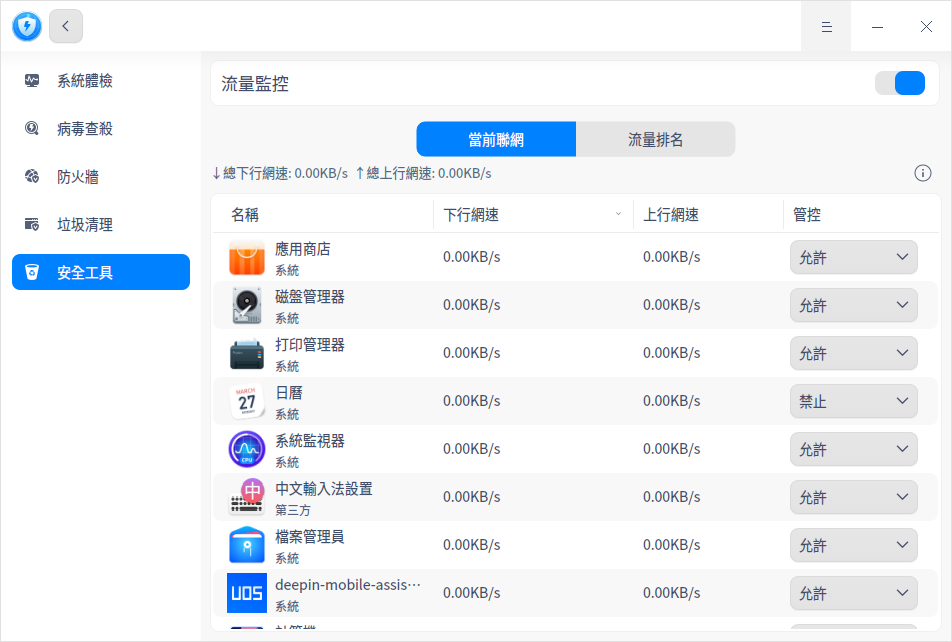 系統體檢
病毒查殺
防火牆
垃圾清理
安全工具
流量監控
當前聯網
流量排名
↓總下行網速: 0.00KB/s ↑總上行網速: 0.00KB/s
名稱 下行網速 上行網速 管控
應用商店
系統
0.00KB/s 0.00KB/s 允許
磁盤管理器
系統
0.00KB/s 0.00KB/s 允許
打印管理器
系統
0.00KB/s 0.00KB/s 允許
MARCH
27
日曆
系統
0.00KB/s 0.00KB/s 禁止
CPU
系統監視器
系統
0.00KB/s 0.00KB/s 允許
中
中文輸入法設置
第三方
0.00KB/s 0.00KB/s 允許
檔案管理員
系統
0.00KB/s 0.00KB/s 允許
UOS
deepin-mobile-assis···
系統
0.00KB/s 0.00KB/s 允許